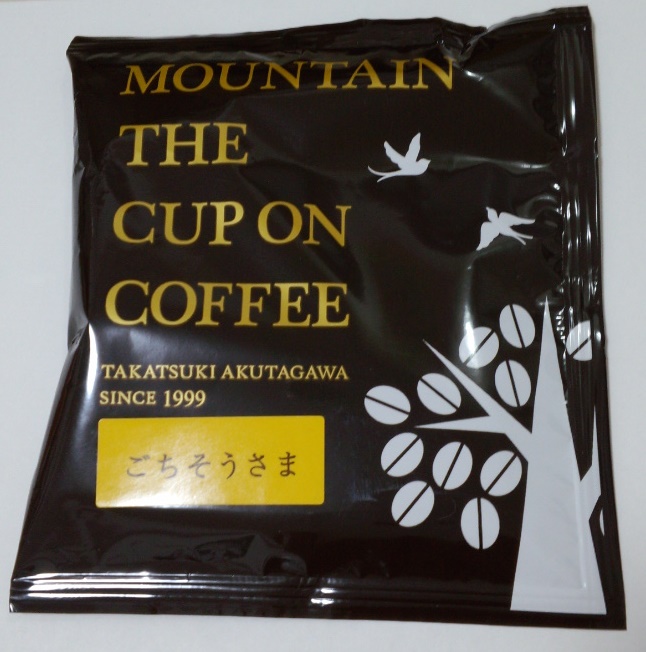 MOUNTAIN
THE
CUP ON
COFFEE
TAKATSUKI AKUTAGAWA
SINCE 1999
ごちそうさま